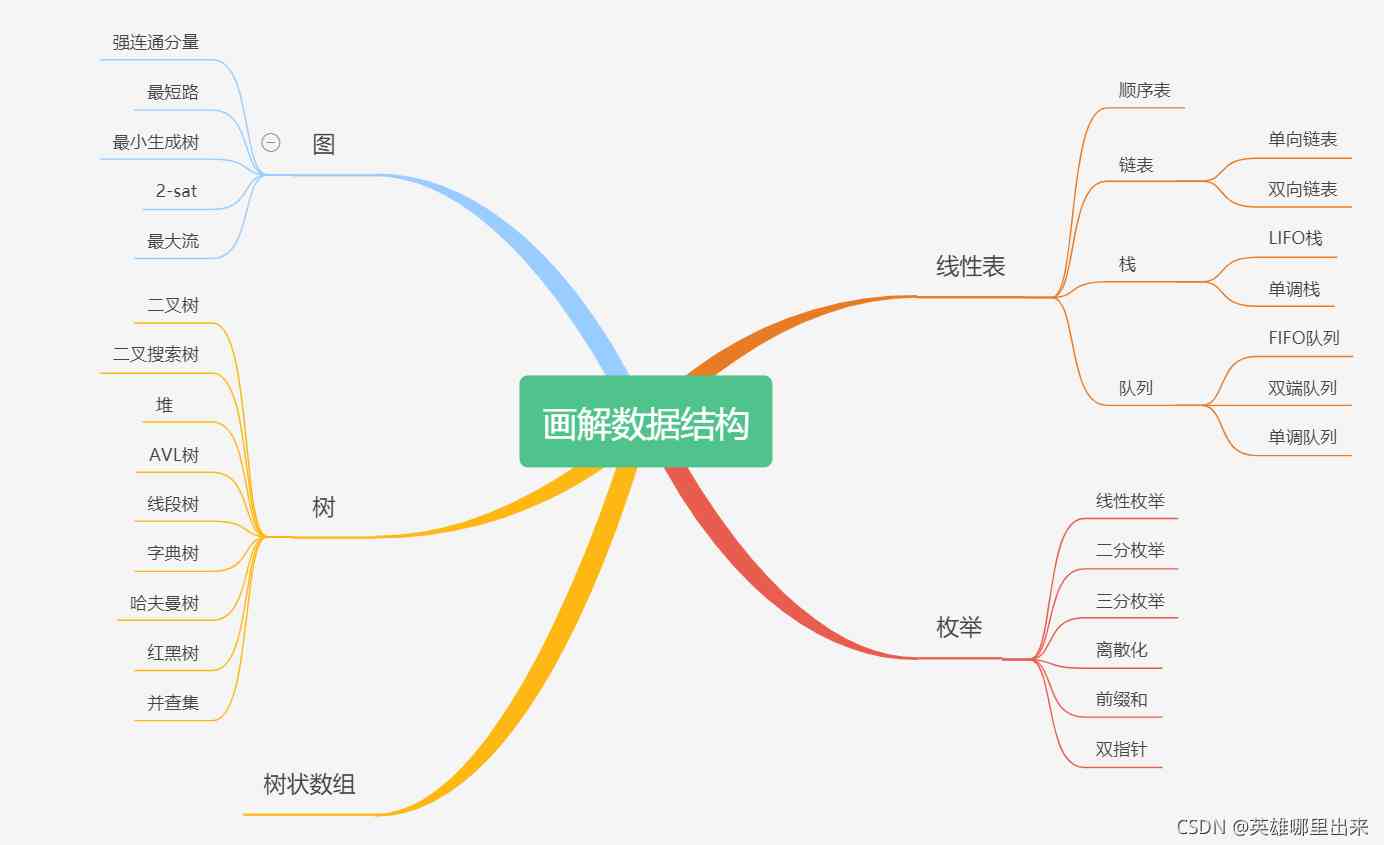 画解数据结构
线性表
顺序表
链表
单向链表
双向链表
栈
LIFO栈
单调栈
队列
FIFO队列
双端队列
单调队列
枚举
线性枚举
二分枚举
三分枚举
离散化
前缀和
双指针
图
强连通分量
最短路
最小生成树
2-sat
最大流
树
二叉树
二叉搜索树
堆
AVL树
线段树
字典树
哈夫曼树
红黑树
并查集
树状数组
CSDN @英雄哪里出来